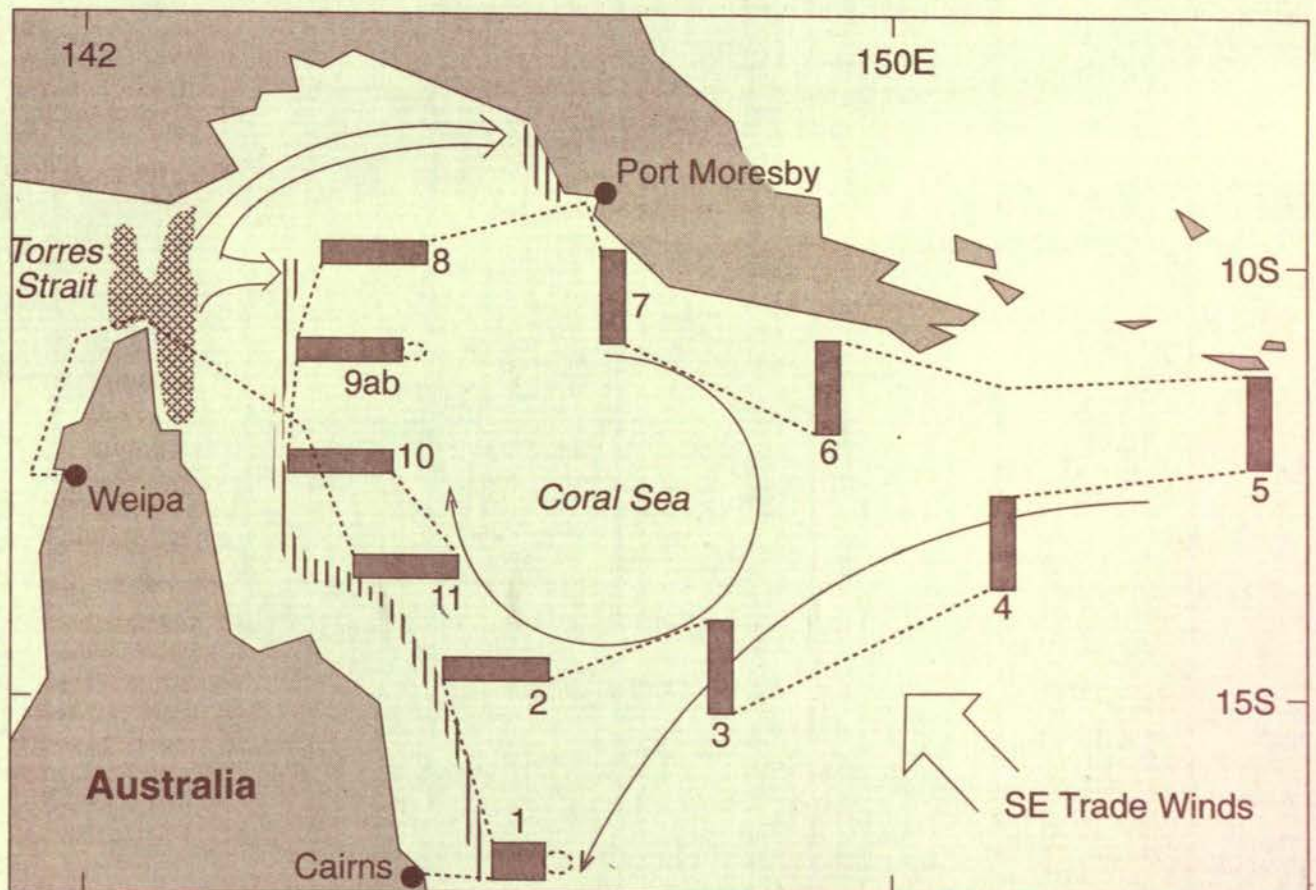 142
150E
Port Moresby
Torres
Strait
10S
8
7
9ab
6
10
Weipa
Coral Sea
5
11
4
2
3
15S
Australia
SE Trade Winds
1
Cairns